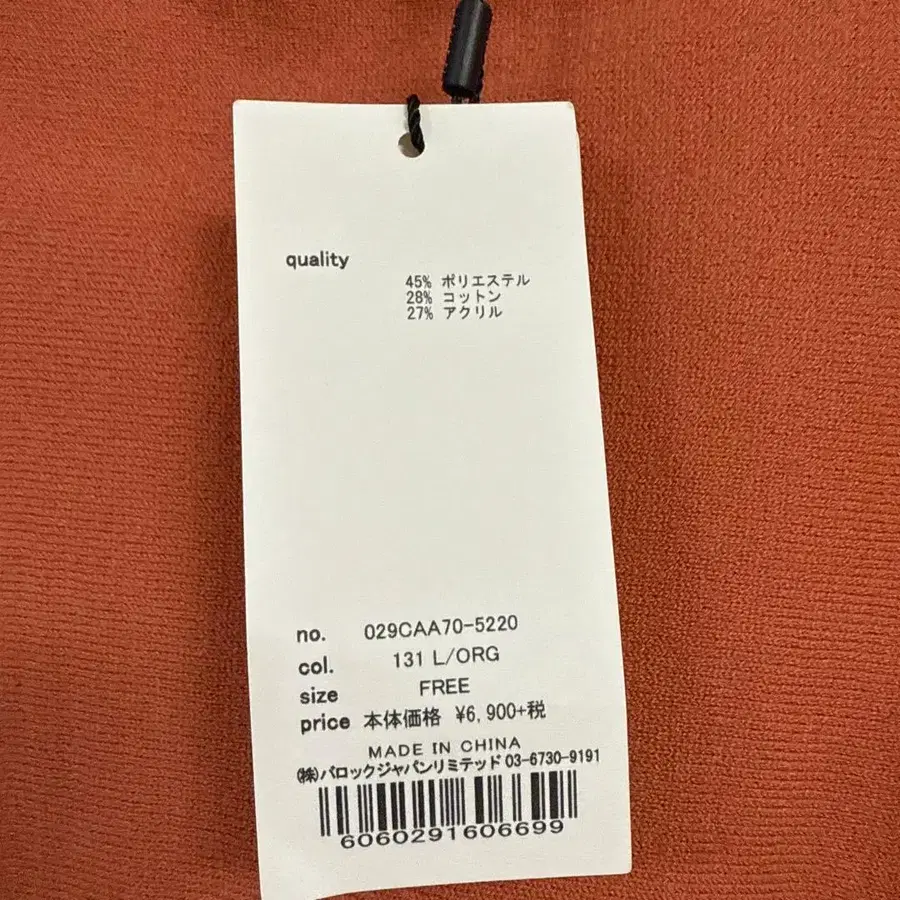 quality
45% ポリエステル
28% コットン
27% アクリル
no. 029CAA70-5220
col. 131 L/ORG
size FREE
price 本体価格 ¥6,900+税
MADE IN CHINA
㈱バロックジャパンリミテッド 03-6730-9191
6060291606699